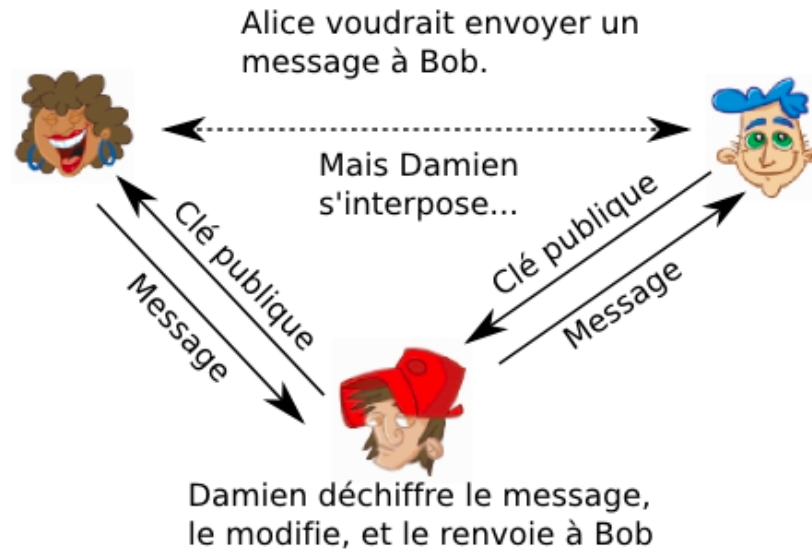 Alice voudrait envoyer un
message à Bob.
Mais Damien
s'interpose...
Clé publique
Message
Clé publique
Message
Damien déchiffre le message,
le modifie, et le renvoie à Bob